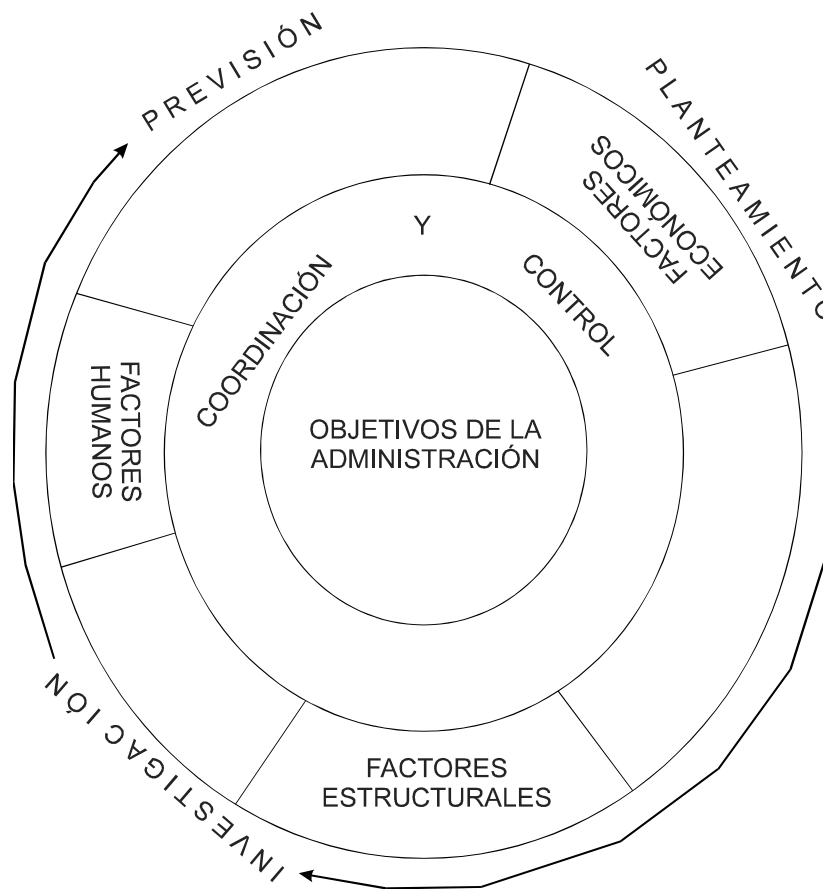 PREVISIÓN
PLANTEAMIENTO
FACTORES
ECONÓMICOS
Y
COORDINACIÓN
CONTROL
FACTORES
HUMANOS
OBJETIVOS DE LA
ADMINISTRACIÓN
FACTORES
ESTRUCTURALES
INVESTIGACIÓN